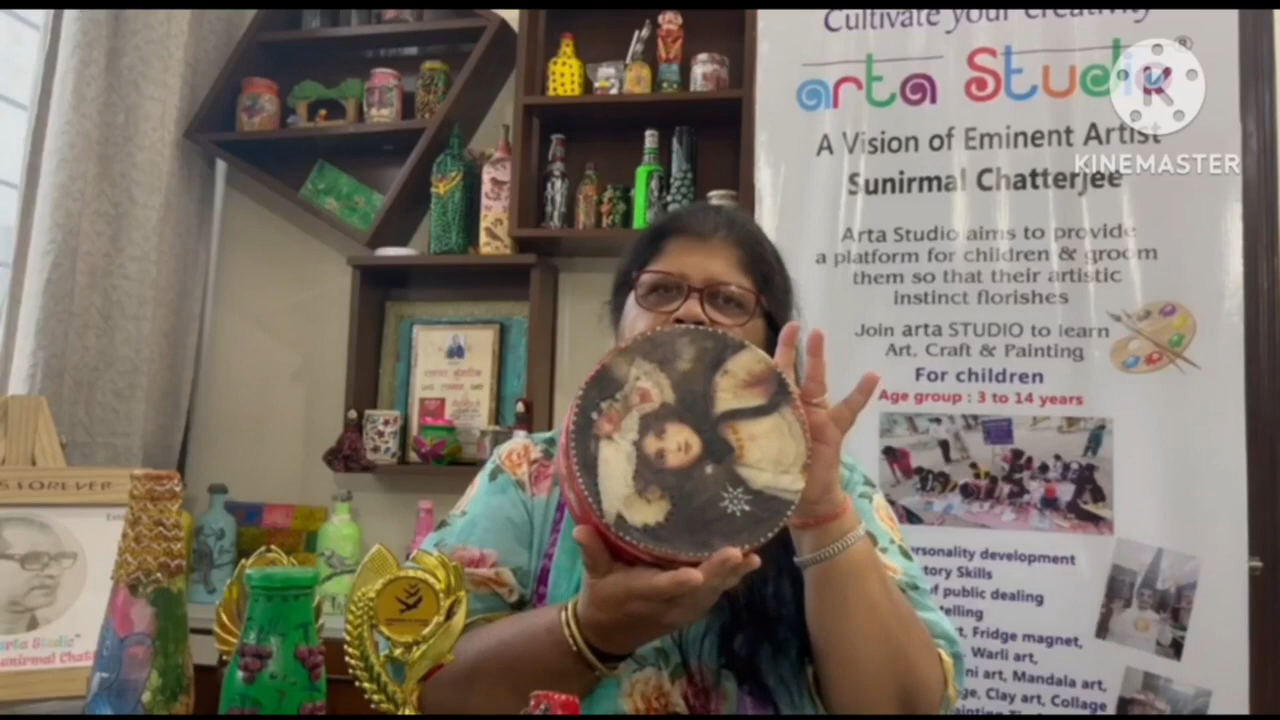 Cultivate your creativity
arta Studio
®
KINEMASTER
A Vision of Eminent Artist
Sunirmal Chatterjee
Arta Studio aims to provide
a platform for children & groom
them so that their artistic
instinct florishes
Join arta STUDIO to learn
Art, Craft & Painting
For children
Age group : 3 to 14 years
ersonality development
tory Skills
of public dealing
telling
t, Fridge magnet,
Warli art,
ni art, Mandala art,
ge, Clay art, Collage
S FOREVER
arta Studio
unirmal Chat